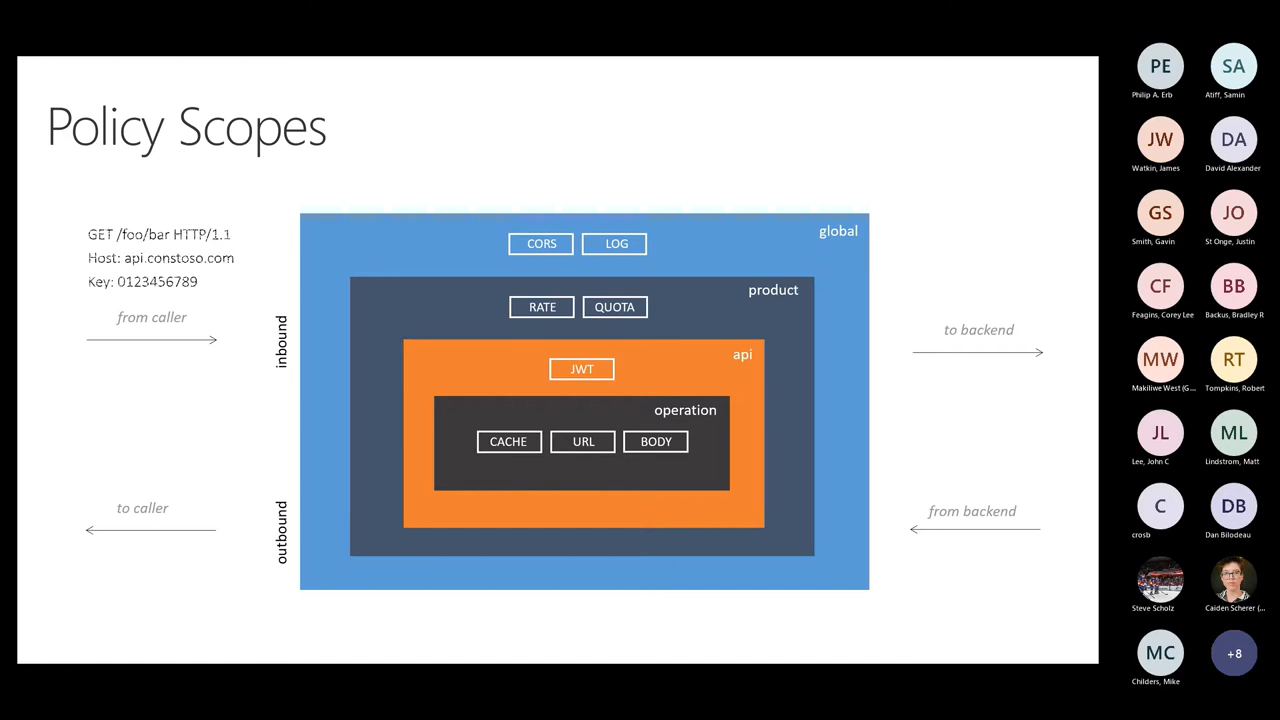 Policy Scopes
GET /foo/bar HTTP/1.1
Host: api.constoso.com
Key: 0123456789
from caller
to caller
inbound
outbound
global
CORS LOG
product
RATE QUOTA
api
JWT
operation
CACHE URL BODY
to backend
from backend
PE SA
Philip A. Erb Atiff, Samin
JW DA
Watkin, James David Alexander
GS JO
Smith, Gavin St Onge, Justin
CF BB
Feagins, Corey Lee Backus, Bradley R
MW RT
Makiliwe West (G... Tompkins, Robert
JL ML
Lee, John C Lindstrom, Matt
C DB
crosb Dan Bilodeau
Steve Scholz Caiden Scherer (...
MC +8
Childers, Mike